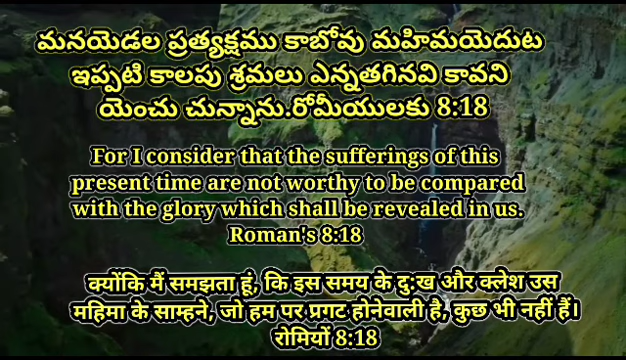 మనయెడల ప్రత్యక్షము కాబోవు మహిమయెదుట
ఇప్పటి కాలపు శ్రమలు ఎన్నతగినవి కావని
యెంచు చున్నాను.రోమీయులకు 8:18
For I consider that the sufferings of this
present time are not worthy to be compared
with the glory which shall be revealed in us.
Roman's 8:18
क्योंकि मैं समझता हूं, कि इस समय के दु:ख और क्लेश उस
महिमा के साम्हने, जो हम पर प्रगट होनेवाली है, कुछ भी नहीं हैं।
रोमियों 8:18